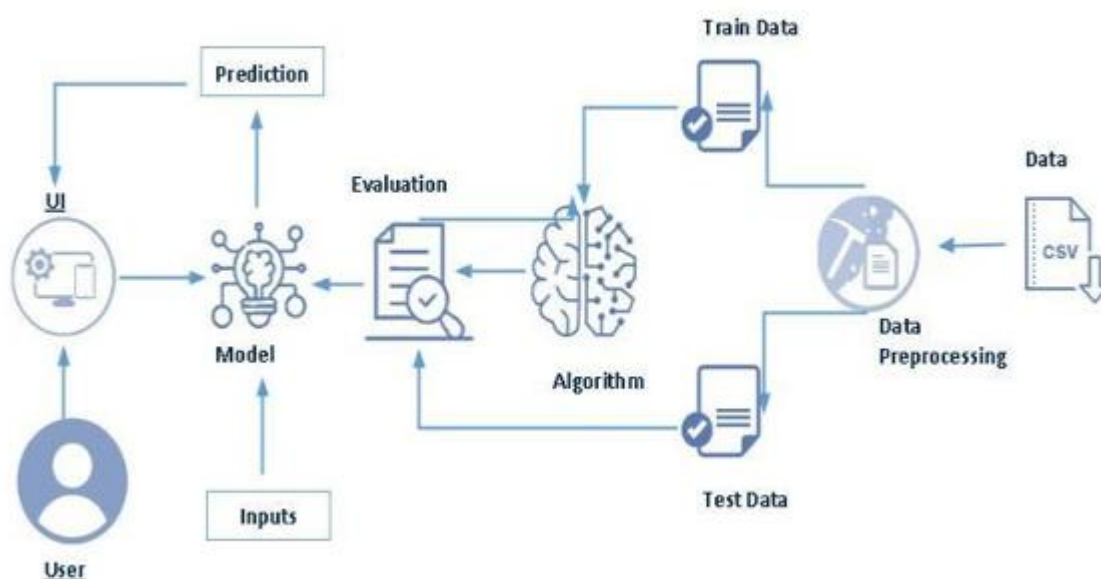 Train Data
Prediction
Data
Evaluation
UI
CSV
Model
Data
Preprocessing
Algorithm
Inputs
Test Data
User